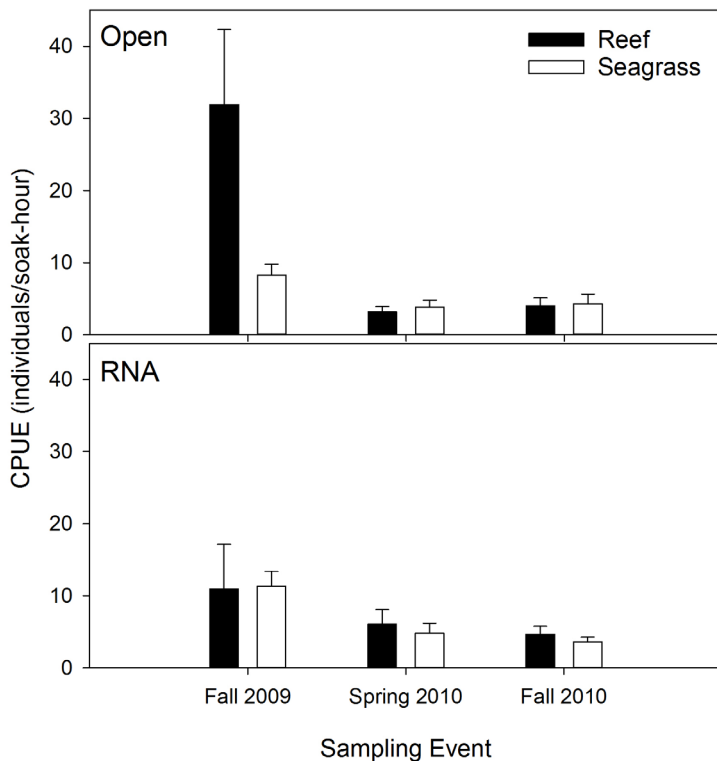 Open
Reef
Seagrass
40
30
20
10
0
RNA
40
30
20
10
0
CPUE (individuals/soak-hour)
Fall 2009 Spring 2010 Fall 2010
Sampling Event